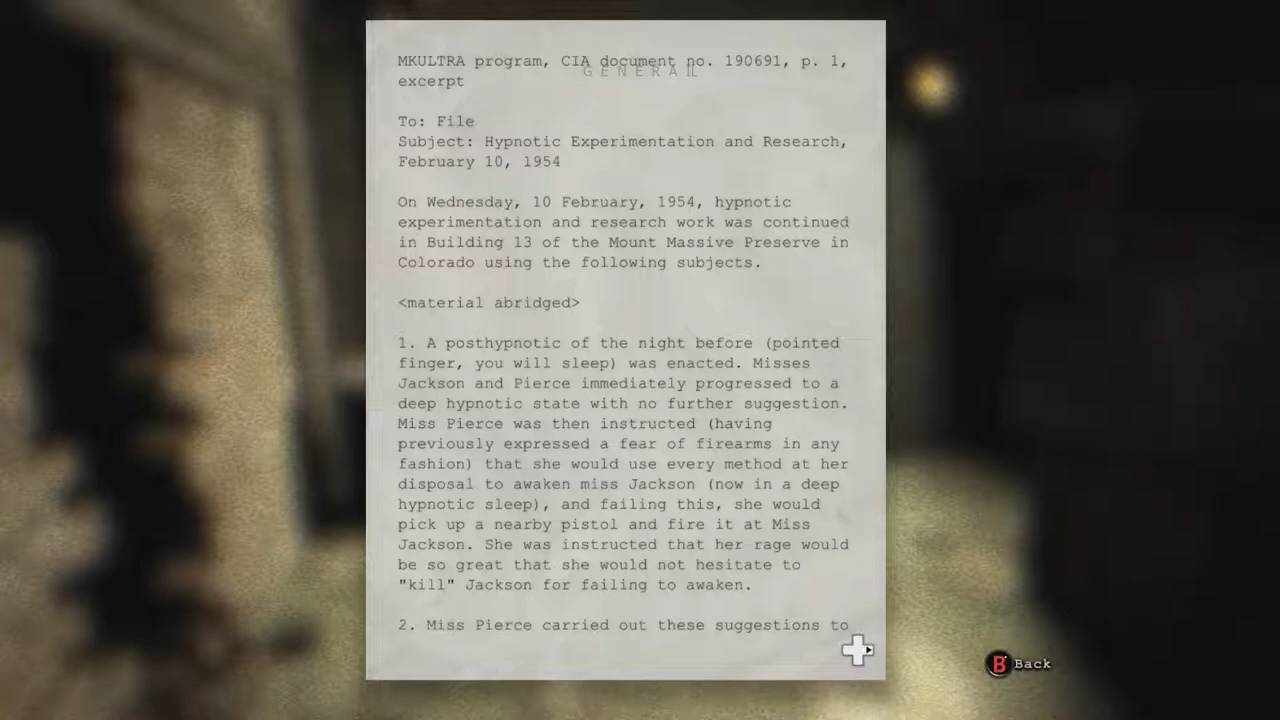 MKULTRA program, CIA document no. 190691, p. 1,
GENERAL
excerpt
To: File
Subject: Hypnotic Experimentation and Research,
February 10, 1954
On Wednesday, 10 February, 1954, hypnotic
experimentation and research work was continued
in Building 13 of the Mount Massive Preserve in
Colorado using the following subjects.
<material abridged>
1. A posthypnotic of the night before (pointed
finger, you will sleep) was enacted. Misses
Jackson and Pierce immediately progressed to a
deep hypnotic state with no further suggestion.
Miss Pierce was then instructed (having
previously expressed a fear of firearms in any
fashion) that she would use every method at her
disposal to awaken miss Jackson (now in a deep
hypnotic sleep), and failing this, she would
pick up a nearby pistol and fire it at Miss
Jackson. She was instructed that her rage would
be so great that she would not hesitate to
"kill" Jackson for failing to awaken.
2. Miss Pierce carried out these suggestions to
B Back